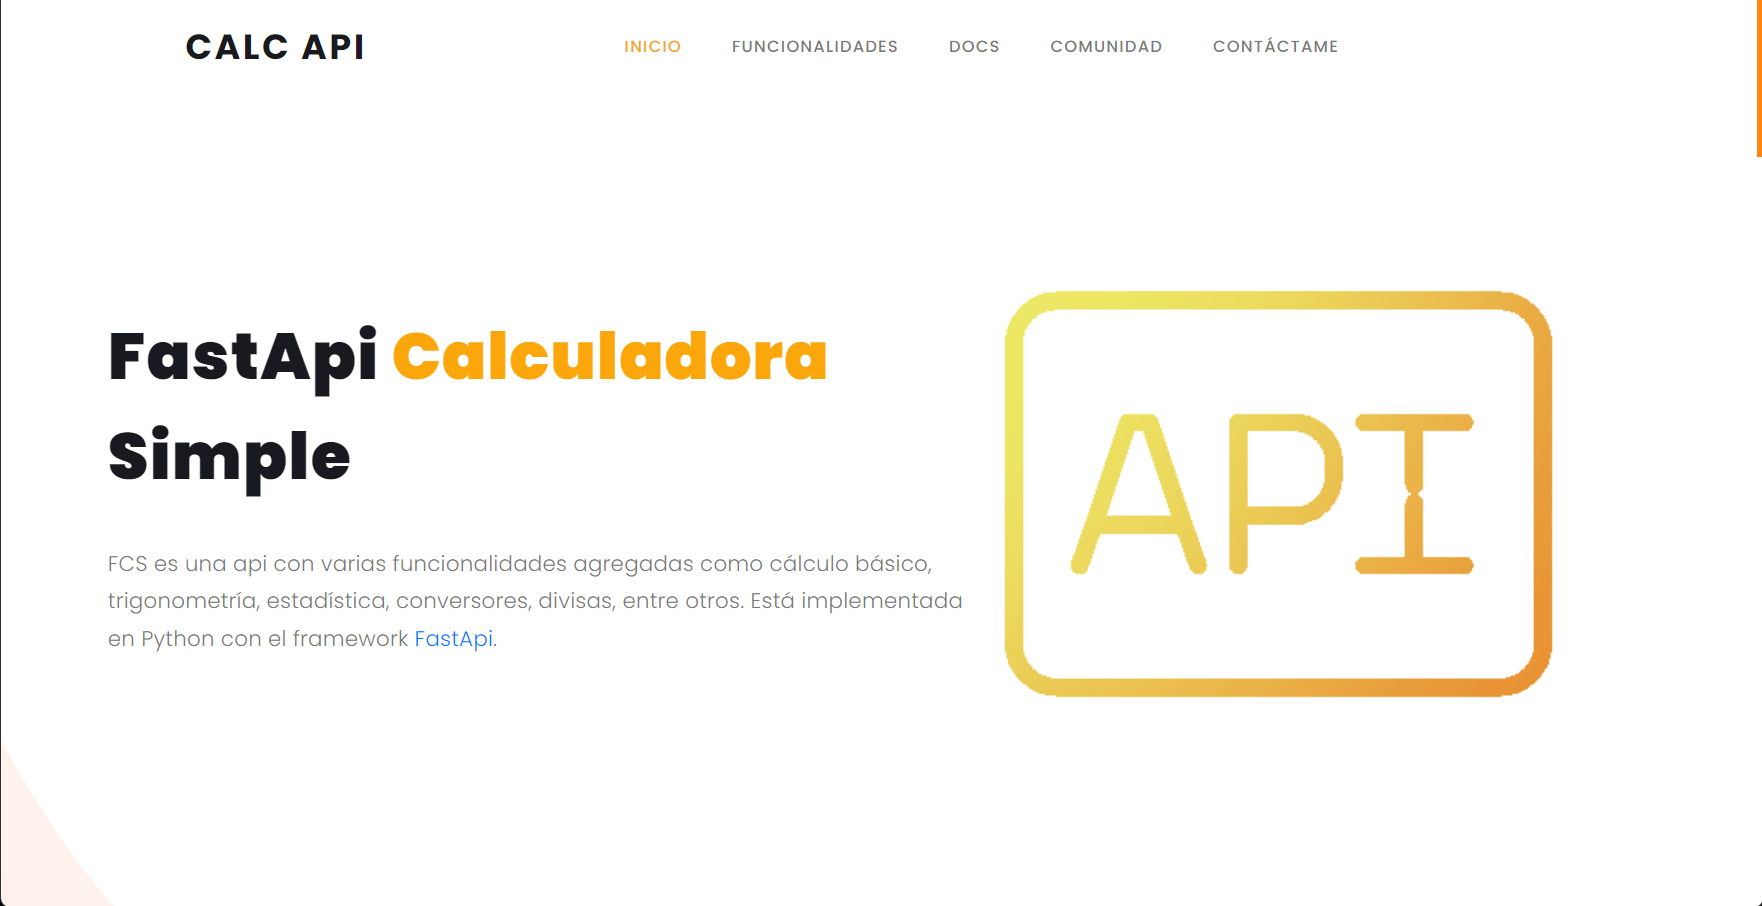 CALC API
INICIO
FUNCIONALIDADES
DOCS
COMUNIDAD
CONTÁCTAME
FastApi Calculadora
Simple
FCS es una api con varias funcionalidades agregadas como cálculo básico,
trigonometría, estadística, conversores, divisas, entre otros. Está implementada
en Python con el framework FastApi.
API